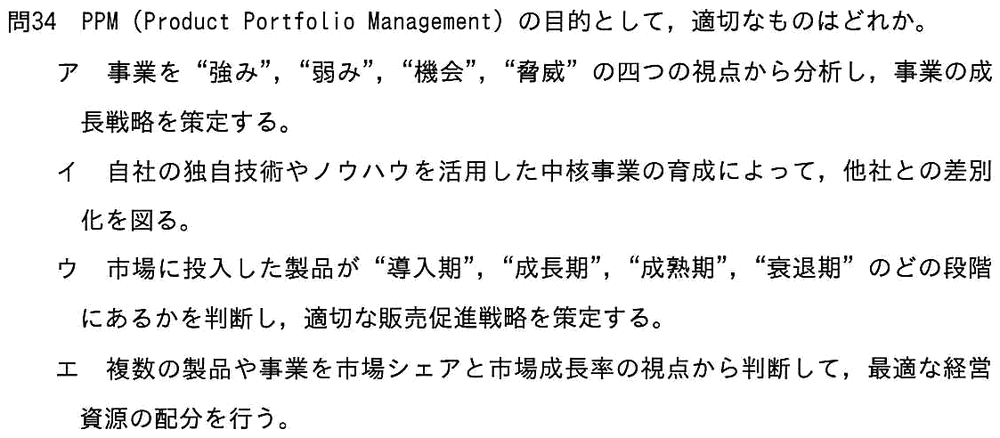 問34　PPM（Product Portfolio Management）の目的として，適切なものはどれか。
ア　事業を“強み”，“弱み”，“機会”，“脅威”の四つの視点から分析し，事業の成
長戦略を策定する。
イ　自社の独自技術やノウハウを活用した中核事業の育成によって，他社との差別
化を図る。
ウ　市場に投入した製品が“導入期”，“成長期”，“成熟期”，“衰退期”のどの段階
にあるかを判断し，適切な販売促進戦略を策定する。
エ　複数の製品や事業を市場シェアと市場成長率の視点から判断して，最適な経営
資源の配分を行う。